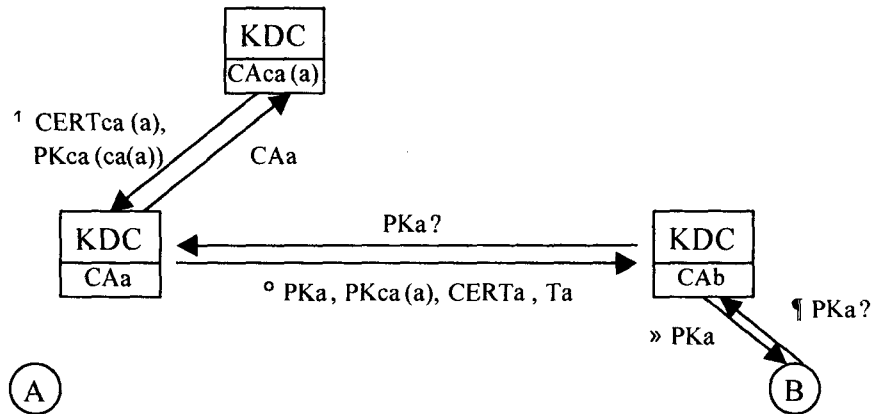 KDC
CAca (a)
¹ CERTca (a),
PKca (ca(a))
CAa
KDC
CAa
PKa?
º PKa, PKca (a), CERTa , Ta
KDC
CAb
¶ PKa?
» PKa
A
B